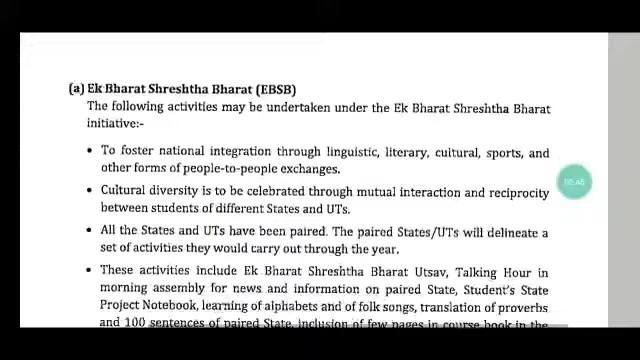 (a) Ek Bharat Shreshtha Bharat (EBSB)
The following activities may be undertaken under the Ek Bharat Shreshtha Bharat
initiative:-
• To foster national integration through linguistic, literary, cultural, sports, and
other forms of people-to-people exchanges.
• Cultural diversity is to be celebrated through mutual interaction and reciprocity
between students of different States and UTs.
• All the States and UTs have been paired. The paired States/UTs will delineate a
set of activities they would carry out through the year.
• These activities include Ek Bharat Shreshtha Bharat Utsav, Talking Hour in
morning assembly for news and information on paired State, Student's State
Project Notebook, learning of alphabets and of folk songs, translation of proverbs
and 100 sentences of paired State, inclusion of few pages in course book in the